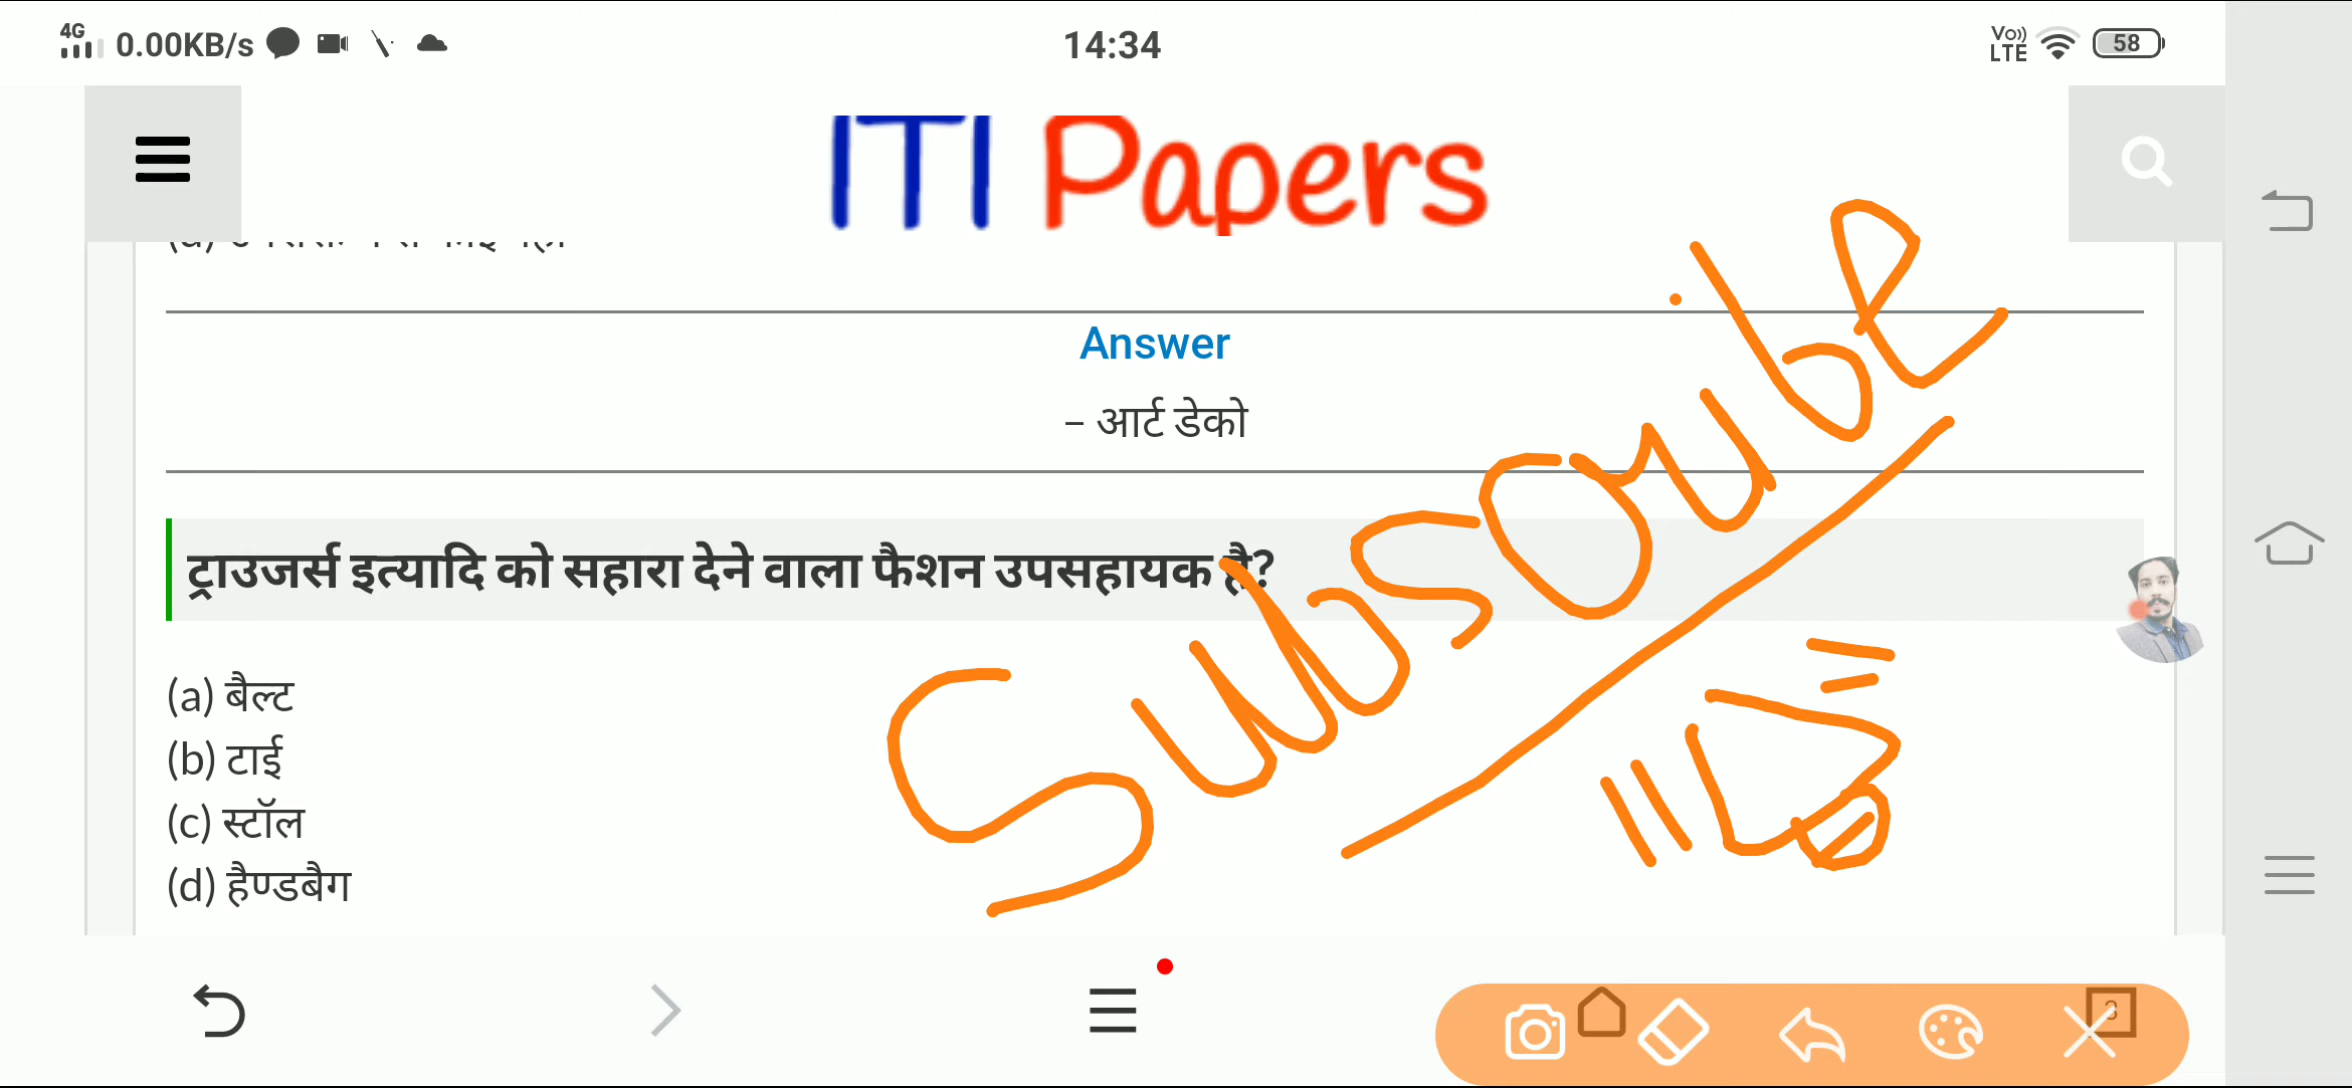 4G 0.00KB/s 14:34 Vo)) LTE 58
ITI Papers
Answer
– आर्ट डेको
ट्राउजर्स इत्यादि को सहारा देने वाला फैशन उपसहायक है?
(a) बैल्ट
(b) टाई
(c) स्टॉल
(d) हैण्डबैग
Subscribe
3